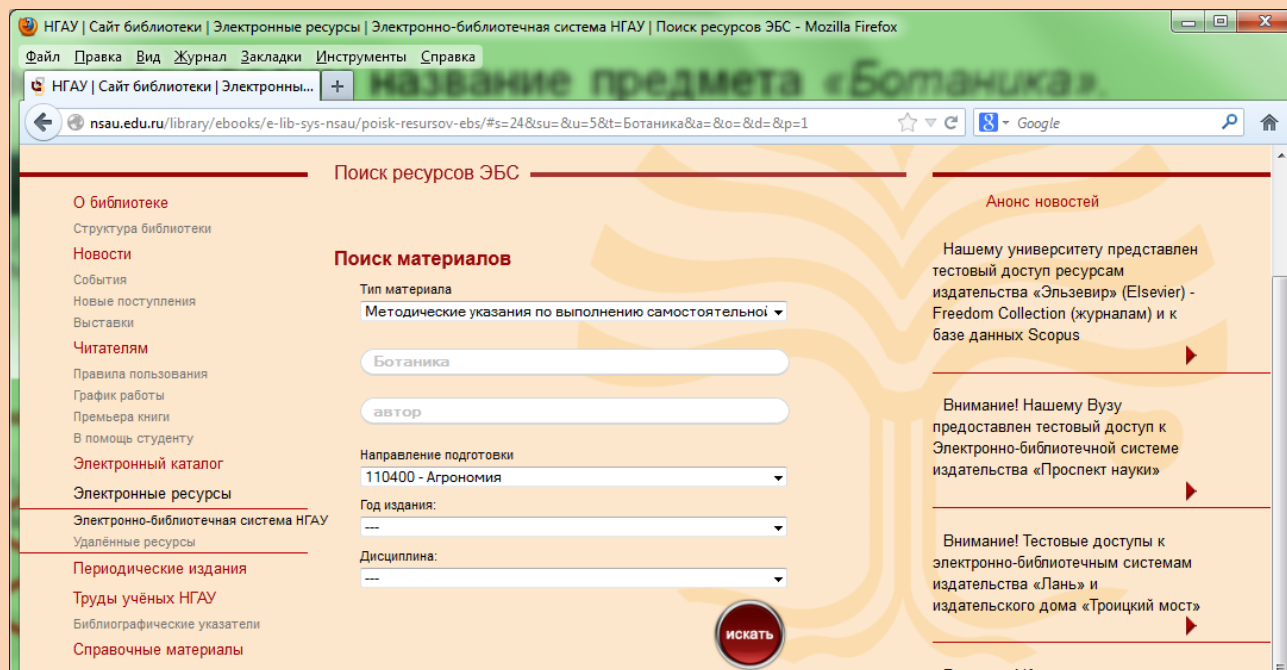 НГАУ | Сайт библиотеки | Электронные ресурсы | Электронно-библиотечная система НГАУ | Поиск ресурсов ЭБС - Mozilla Firefox
Файл Правка Вид Журнал Закладки Инструменты Справка
название предмета «Ботаника».
НГАУ | Сайт библиотеки | Электронны...
nsau.edu.ru/library/ebooks/e-lib-sys-nsau/poisk-resursov-ebs/#s=24&su=&u=5&t=Ботаника&a=&o=&d=&p=1
Google
Поиск ресурсов ЭБС
О библиотеке
Структура библиотеки
Новости
События
Новые поступления
Выставки
Читателям
Правила пользования
График работы
Премьера книги
В помощь студенту
Электронный каталог
Электронные ресурсы
Электронно-библиотечная система НГАУ
Удалённые ресурсы
Периодические издания
Труды учёных НГАУ
Библиографические указатели
Справочные материалы
Поиск материалов
Тип материала
Методические указания по выполнению самостоятельной
Ботаника
автор
Направление подготовки
110400 - Агрономия
Год издания:
---
Дисциплина:
---
искать
Анонс новостей
Нашему университету представлен
тестовый доступ ресурсам
издательства «Эльзевир» (Elsevier) -
Freedom Collection (журналам) и к
базе данных Scopus
Внимание! Нашему Вузу
предоставлен тестовый доступ к
Электронно-библиотечной системе
издательства «Проспект науки»
Внимание! Тестовые доступы к
электронно-библиотечным системам
издательства «Лань» и
издательского дома «Троицкий мост»